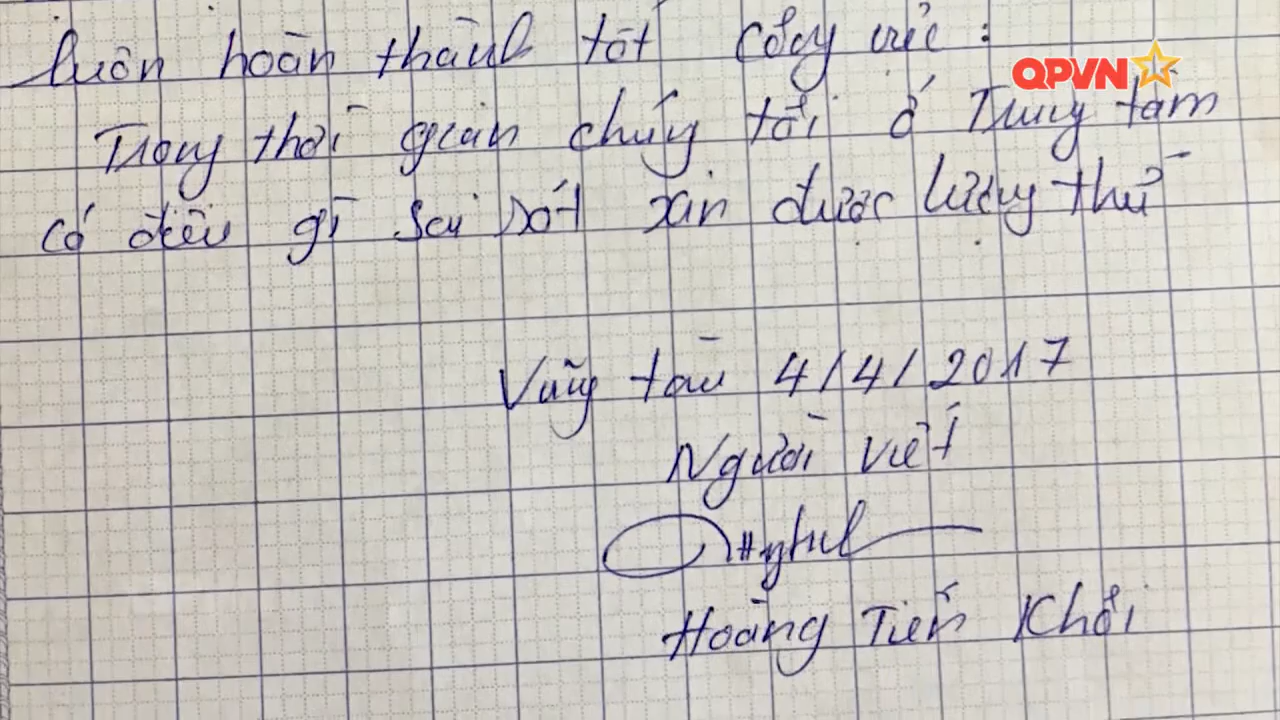 luôn hoàn thành tốt công việc :
QPVN
Trong thời gian chúng tôi ở Trung tâm
có điều gì sai sót xin được lượng thứ
Vũng tàu 4/4/2017
Người viết
Hoàng Tiến Khởi